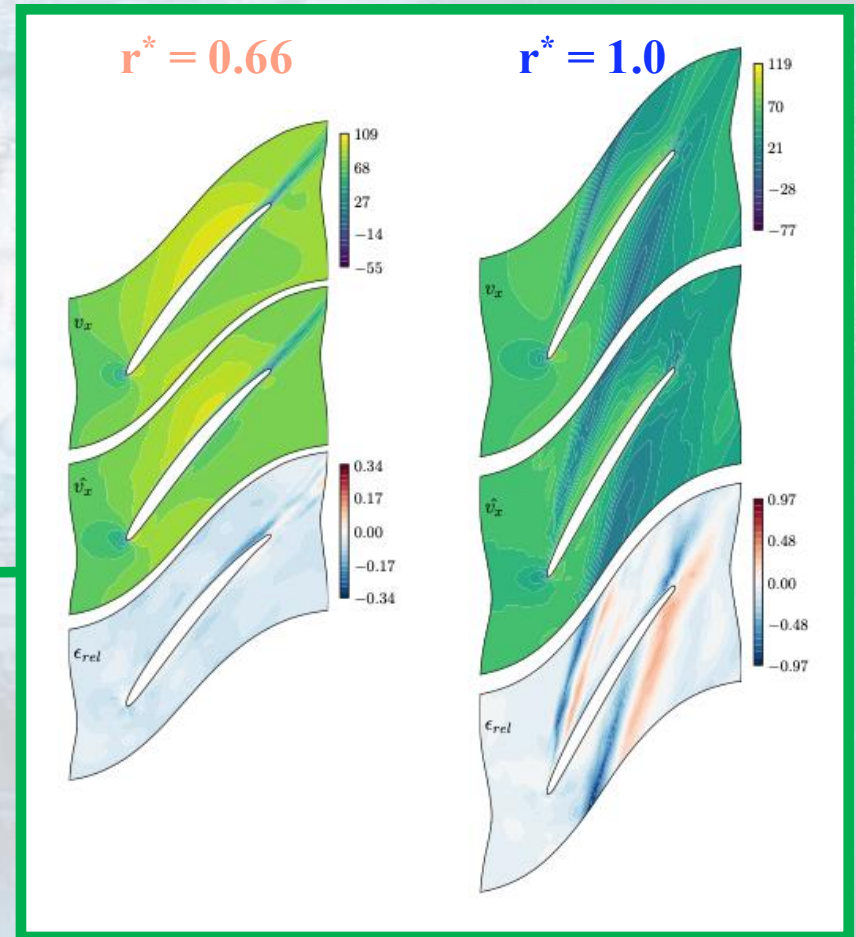 r* = 0.66
109
68
27
−14
−55
v_x
v̂_x
0.34
0.17
0.00
−0.17
−0.34
ϵ_rel
r* = 1.0
119
70
21
−28
−77
v_x
v̂_x
0.97
0.48
0.00
−0.48
−0.97
ϵ_rel